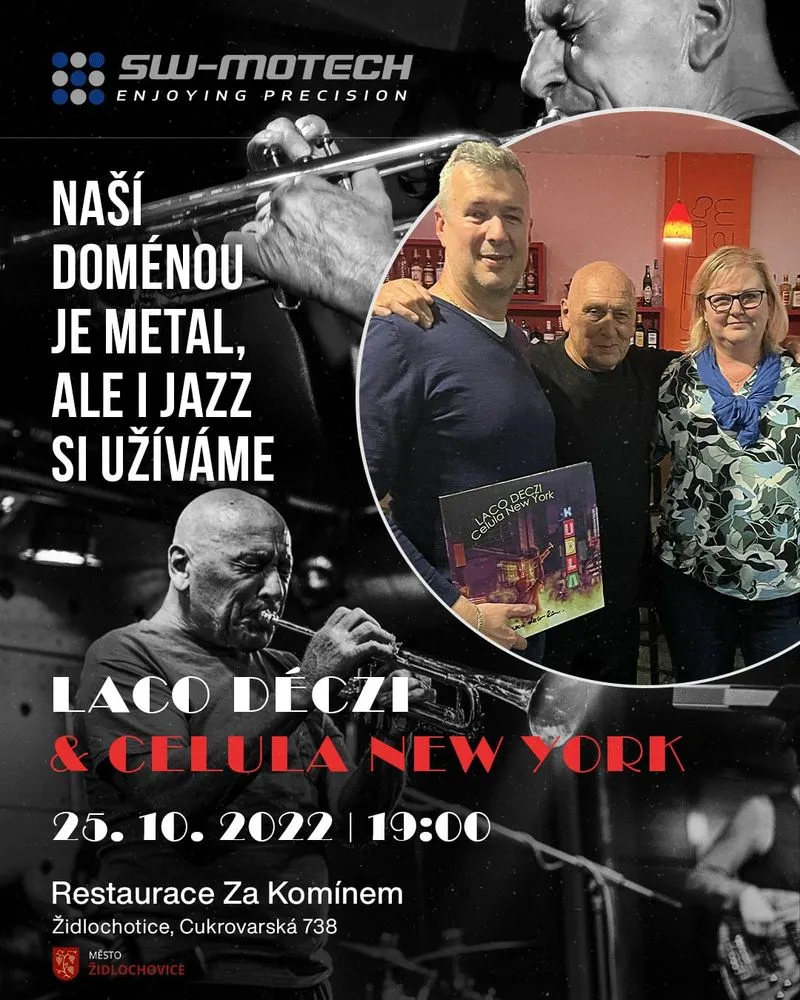 SW-MOTECH
ENJOYING PRECISION
NAŠÍ
DOMÉNOU
JE METAL,
ALE I JAZZ
SI UŽÍVÁME
LACO DECZI
Celula New York
KUDLA
LACO DÉCZI
& CELULA NEW YORK
25. 10. 2022 | 19:00
Restaurace Za Komínem
Židlochotice, Cukrovarská 738
MĚSTO
ŽIDLOCHOVICE